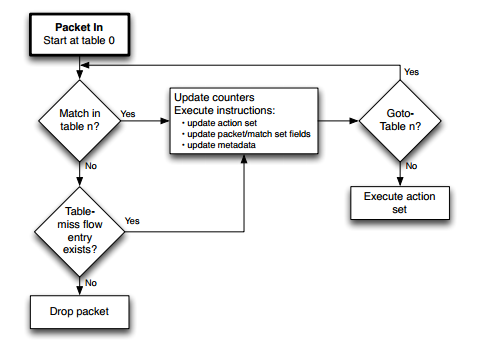 Packet In
Start at table 0
Yes
Match in
table n?
Yes
Update counters
Execute instructions:
• update action set
• update packet/match set fields
• update metadata
Goto-
Table n?
No
No
Execute action
set
Table-
miss flow
entry
exists?
Yes
No
Drop packet